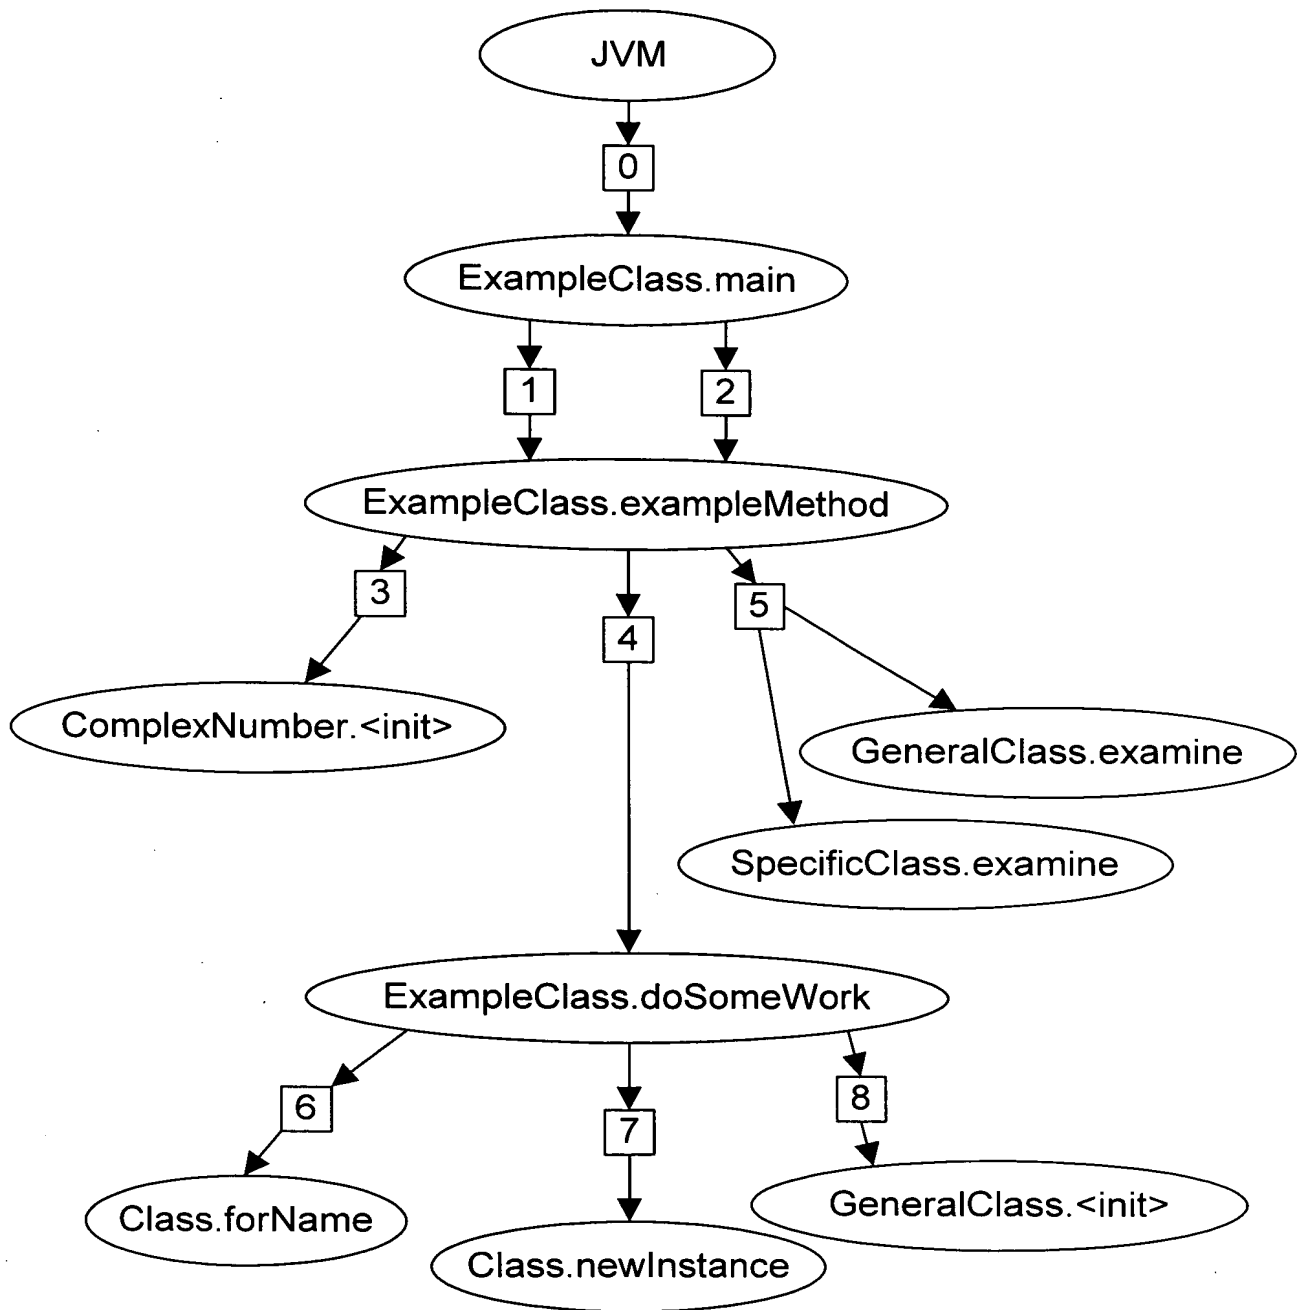 JVM
0
ExampleClass.main
1 2
ExampleClass.exampleMethod
3
5
4
ComplexNumber.<init>
GeneralClass.examine
SpecificClass.examine
ExampleClass.doSomeWork
6
7
8
Class.forName
GeneralClass.<init>
Class.newInstance